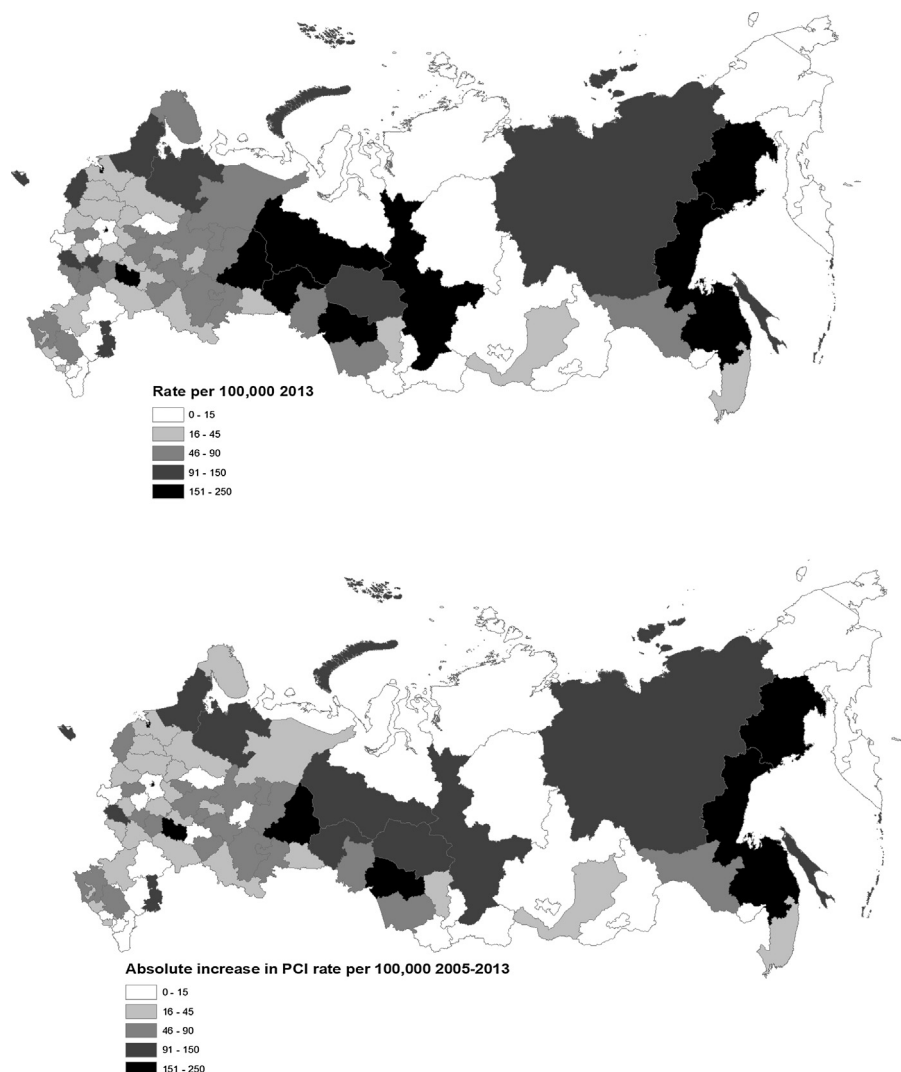 Rate per 100,000 2013
0 - 15
16 - 45
46 - 90
91 - 150
151 - 250
Absolute increase in PCI rate per 100,000 2005-2013
0 - 15
16 - 45
46 - 90
91 - 150
151 - 250